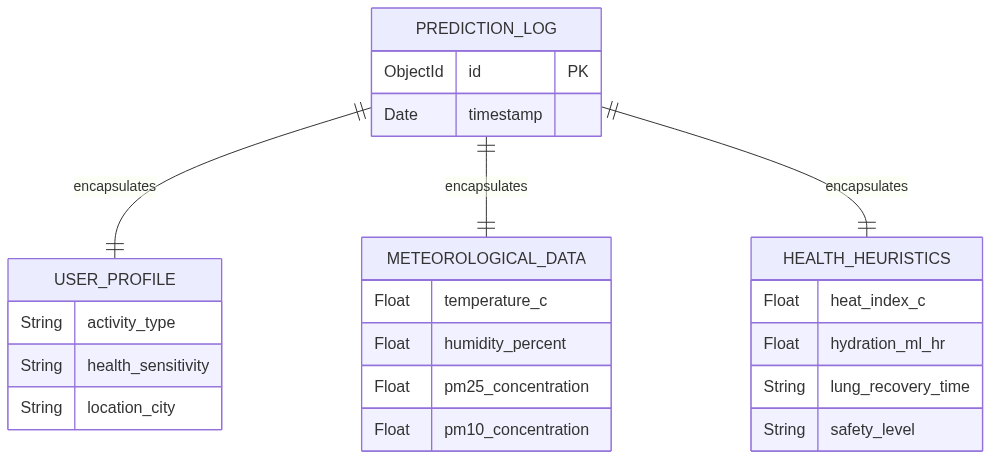 PREDICTION_LOG
ObjectId id PK
Date timestamp
encapsulates encapsulates encapsulates
USER_PROFILE
String activity_type
String health_sensitivity
String location_city
METEOROLOGICAL_DATA
Float temperature_c
Float humidity_percent
Float pm25_concentration
Float pm10_concentration
HEALTH_HEURISTICS
Float heat_index_c
Float hydration_ml_hr
String lung_recovery_time
String safety_level